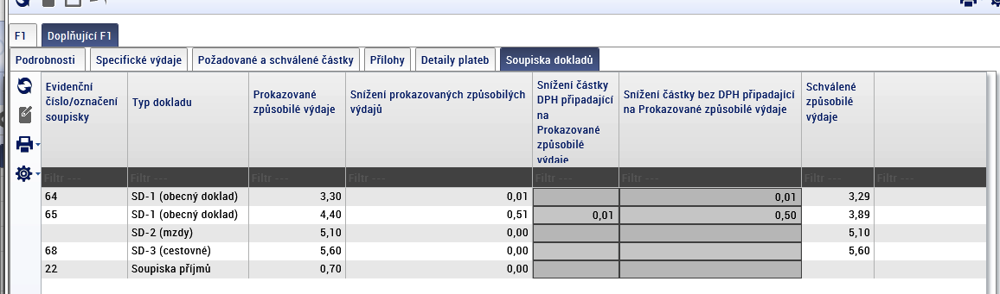 F1 Doplňující F1
Podrobnosti Specifické výdaje Požadované a schválené částky Přílohy Detaily plateb Soupiska dokladů
Evidenční
číslo/označení
soupisky
Typ dokladu
Prokazované
způsobilé výdaje
Snížení prokazovaných způsobilých
výdajů
Snížení částky
DPH připadající
na
Prokazované
způsobilé
výdaje
Snížení částky bez DPH připadající
na Prokazované způsobilé výdaje
Schválené
způsobilé
výdaje
Filtr --- Filtr --- Filtr --- Filtr --- Filtr --- Filtr --- Filtr --- Filtr ---
64 SD-1 (obecný doklad) 3,30 0,01 0,01 3,29
65 SD-1 (obecný doklad) 4,40 0,51 0,01 0,50 3,89
SD-2 (mzdy) 5,10 0,00 5,10
68 SD-3 (cestovné) 5,60 0,00 5,60
22 Soupiska příjmů 0,70 0,00